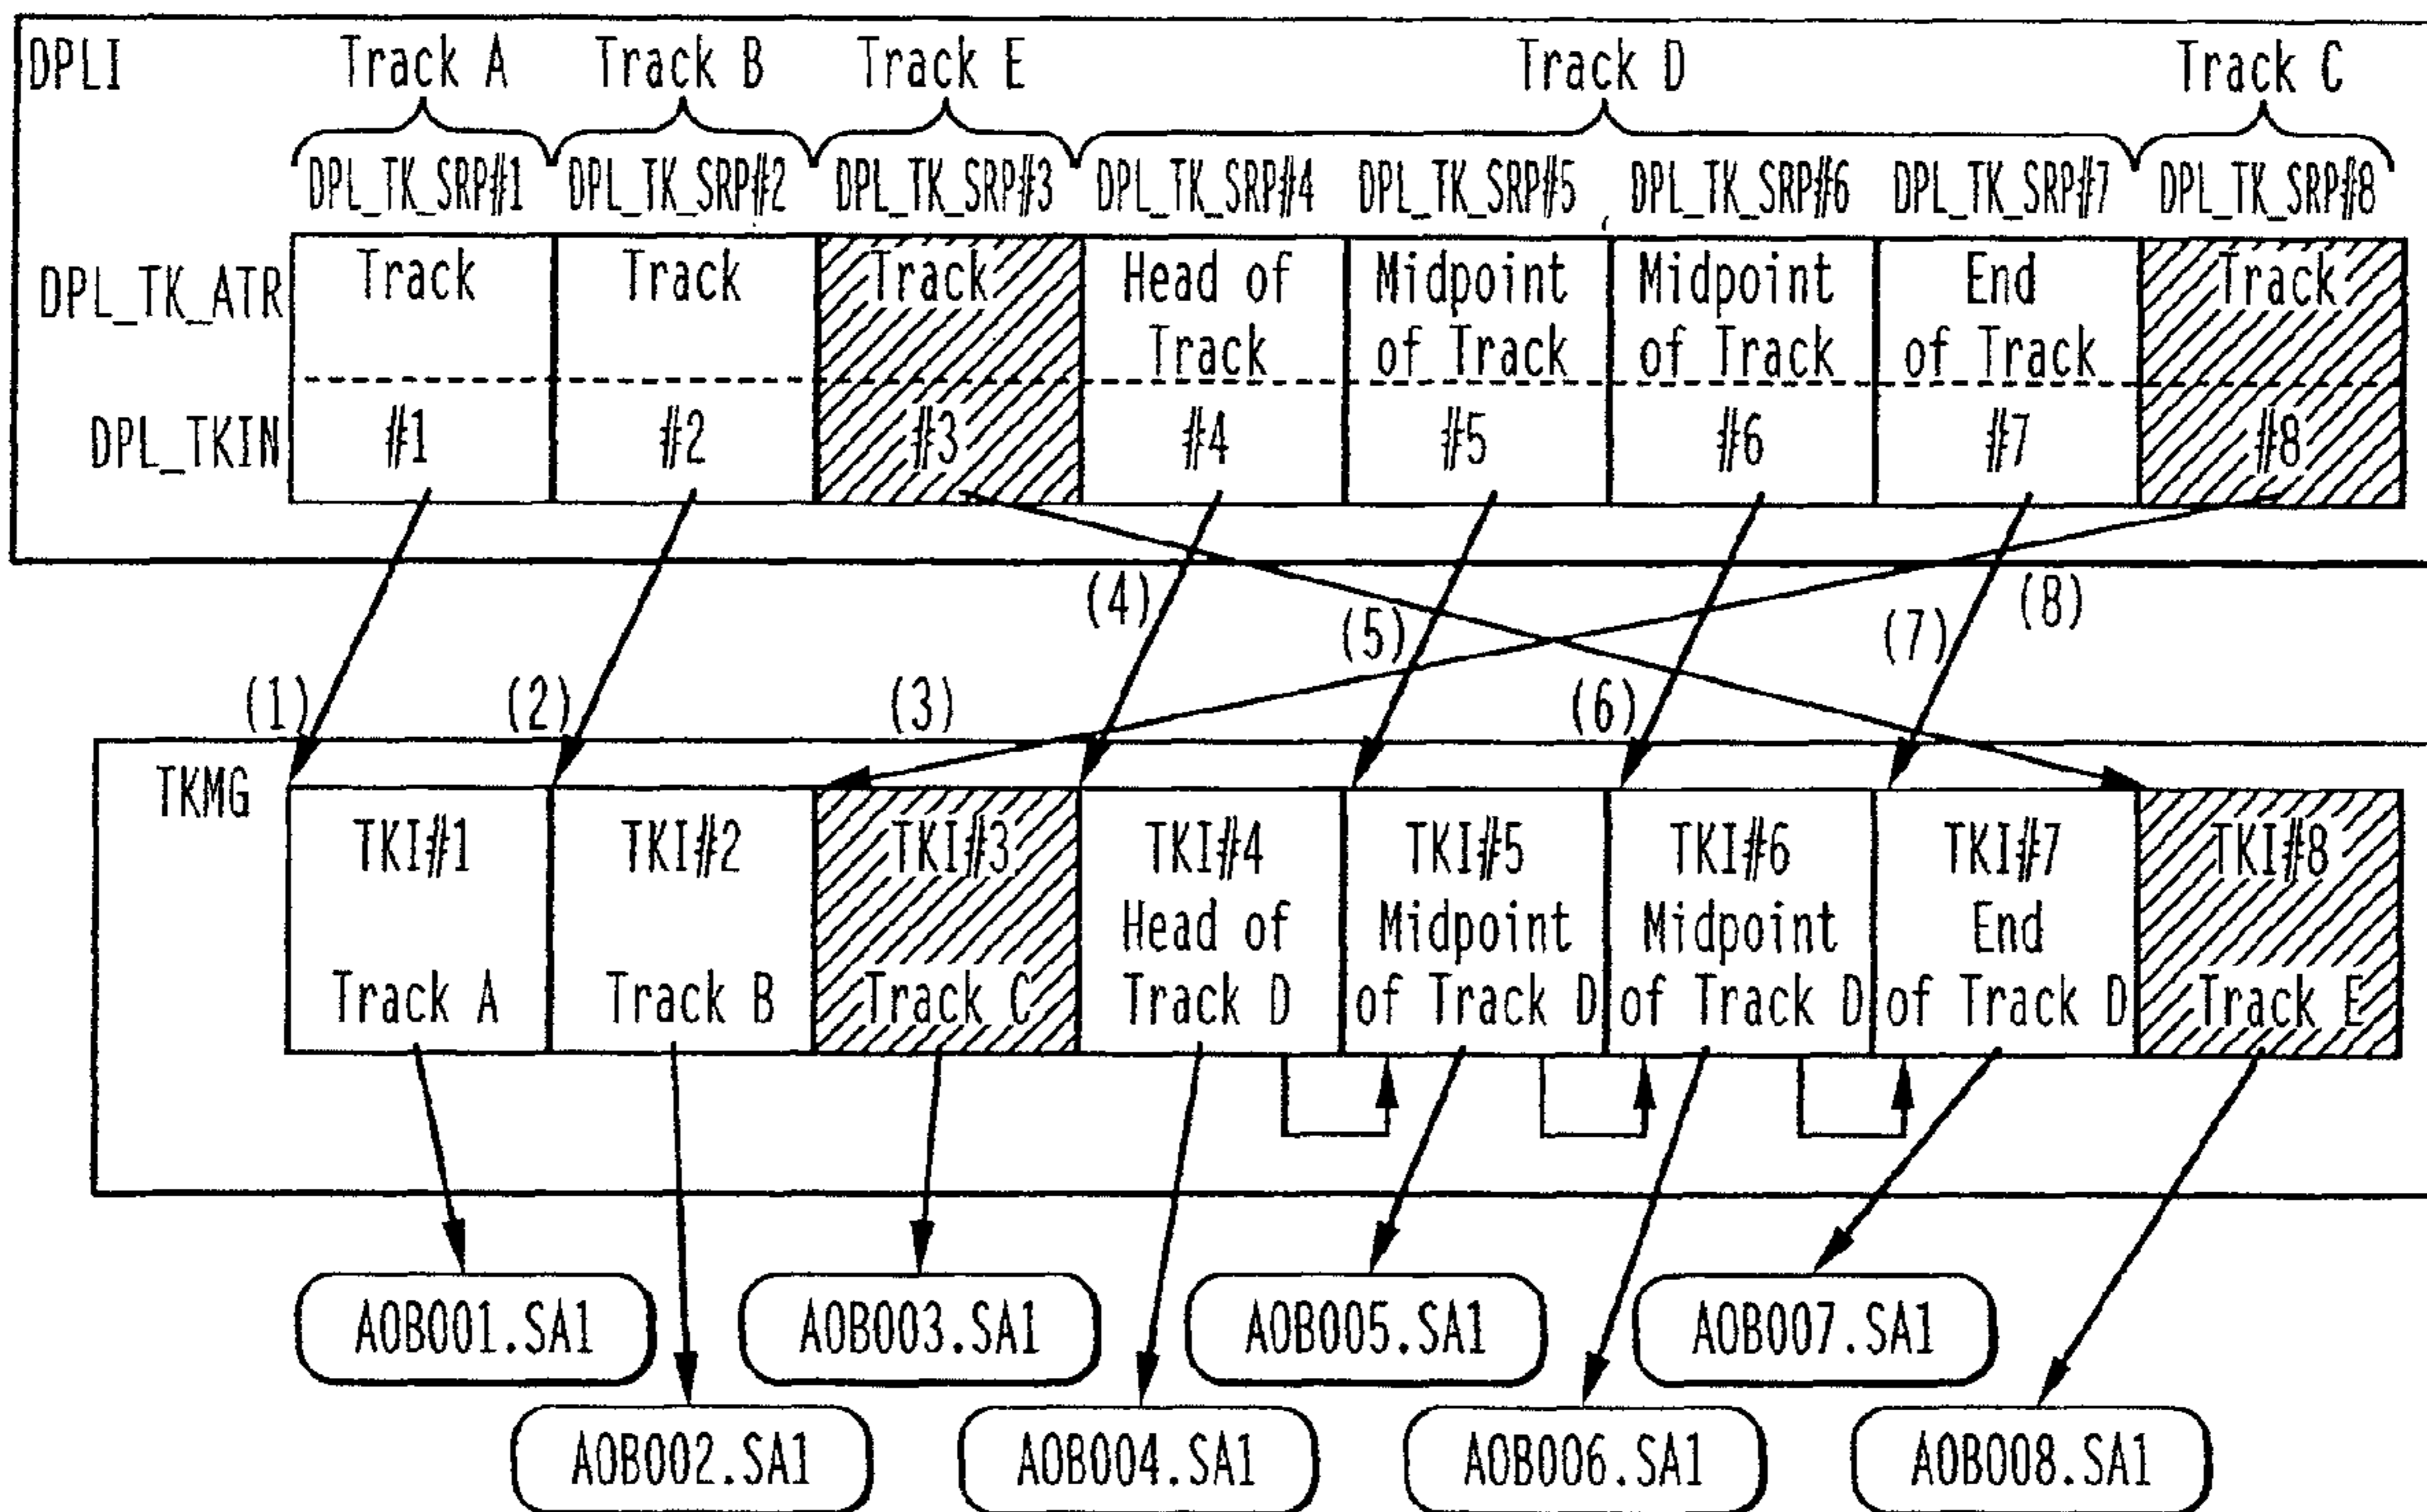 DPLI
Track A Track B Track E Track D Track C
DPL_TK_SRP#1 DPL_TK_SRP#2 DPL_TK_SRP#3 DPL_TK_SRP#4 DPL_TK_SRP#5 DPL_TK_SRP#6 DPL_TK_SRP#7 DPL_TK_SRP#8
DPL_TK_ATR
Track
Track
Track
Head of
Track
Midpoint
of Track
Midpoint
of Track
End
of Track
Track
DPL_TKIN
#1 #2 #3 #4 #5 #6 #7 #8
(1) (2) (3) (4) (5) (6) (7) (8)
TKMG
TKI#1
Track A
TKI#2
Track B
TKI#3
Track C
TKI#4
Head of
Track D
TKI#5
Midpoint
of Track D
TKI#6
Midpoint
of Track D
TKI#7
End
of Track D
TKI#8
Track E
AOB001.SA1 AOB003.SA1 AOB005.SA1 AOB007.SA1
AOB002.SA1 AOB004.SA1 AOB006.SA1 AOB008.SA1